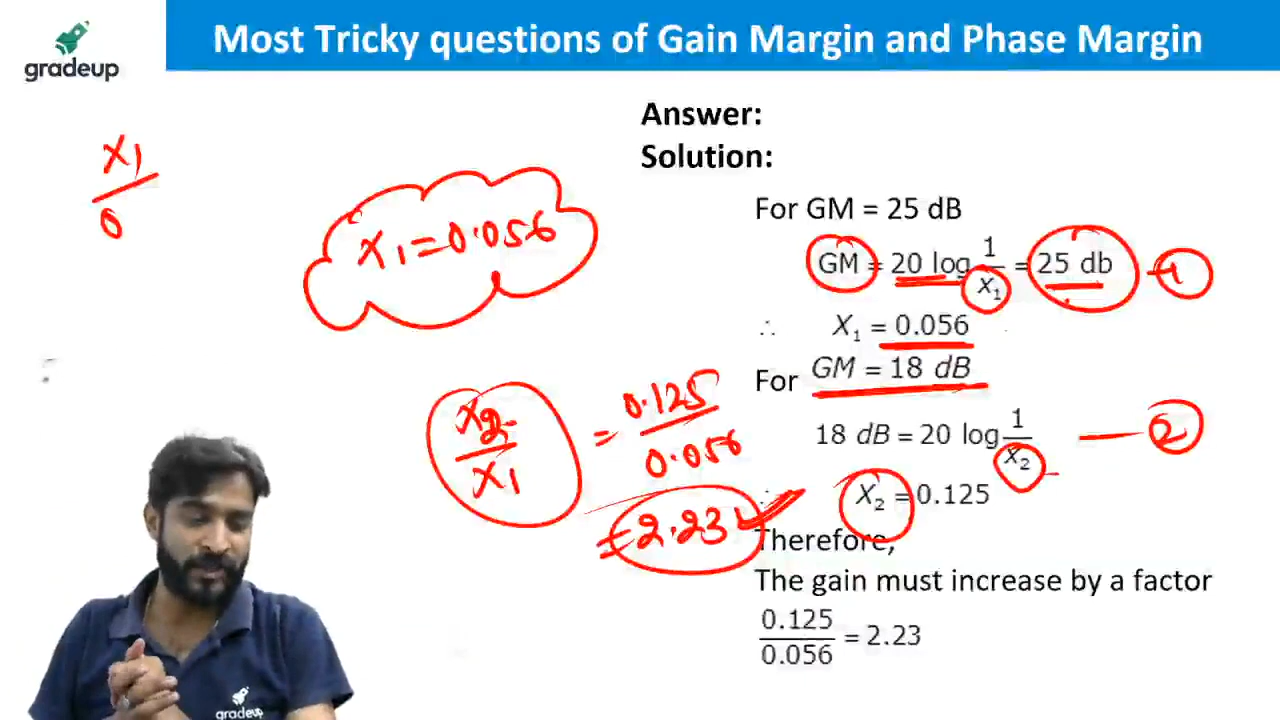 gradeup
Most Tricky questions of Gain Margin and Phase Margin
Answer:
Solution:
For GM = 25 dB
GM = 20 log 1/X₁ = 25 db - 1
∴ X₁ = 0.056
For GM = 18 dB
18 dB = 20 log 1/X₂ — 2
∴ X₂ = 0.125
Therefore,
The gain must increase by a factor
0.125/0.056 = 2.23
X₁/0
X₁ = 0.056
X₂/X₁ = 0.125/0.056
= 2.23 ✓
gradeup